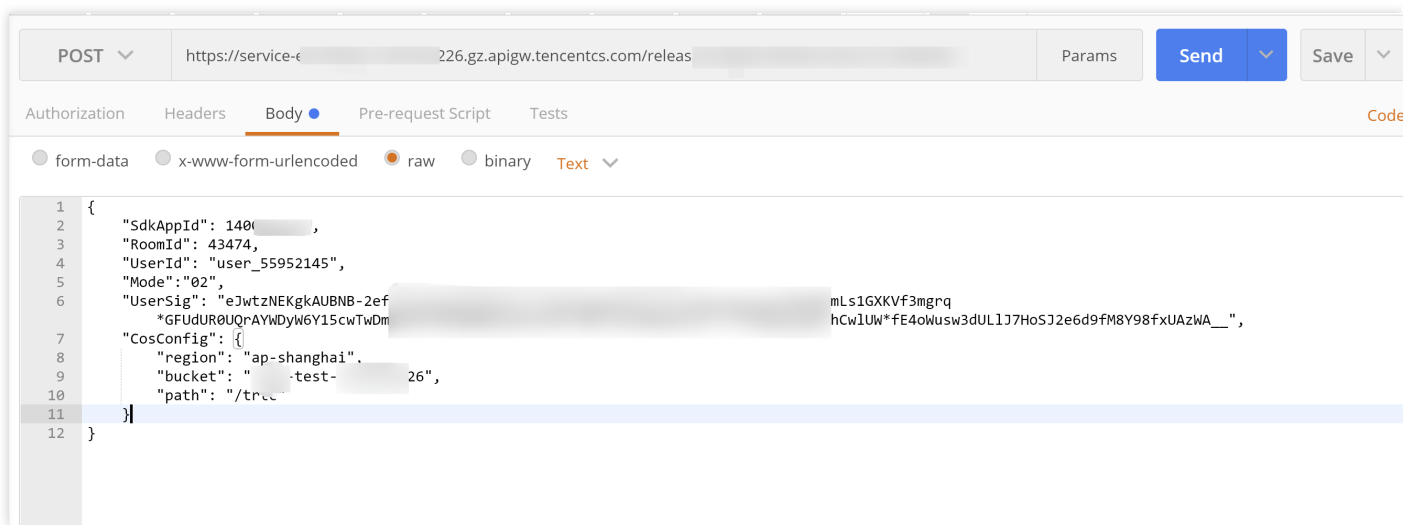 POST https://service-e 226.gz.apigw.tencentcs.com/releas Params Send Save
Authorization Headers Body Pre-request Script Tests Code
form-data x-www-form-urlencoded raw binary Text
1 {
2 "SdkAppId": 140 ,
3 "RoomId": 43474,
4 "UserId": "user_55952145",
5 "Mode":"02",
6 "UserSig": "eJwtzNEKgkAUBNB-2ef mLs1GXKVf3mgrq
*GFUdUR0UQrAYWDyW6Y15cwTwDm hCwlUW*fE4oWusw3dULlJ7HoSJ2e6d9fM8Y98fxUAzWA__",
7 "CosConfig": {
8 "region": "ap-shanghai",
9 "bucket": " -test- 26",
10 "path": "/trtc"
11 }
12 }